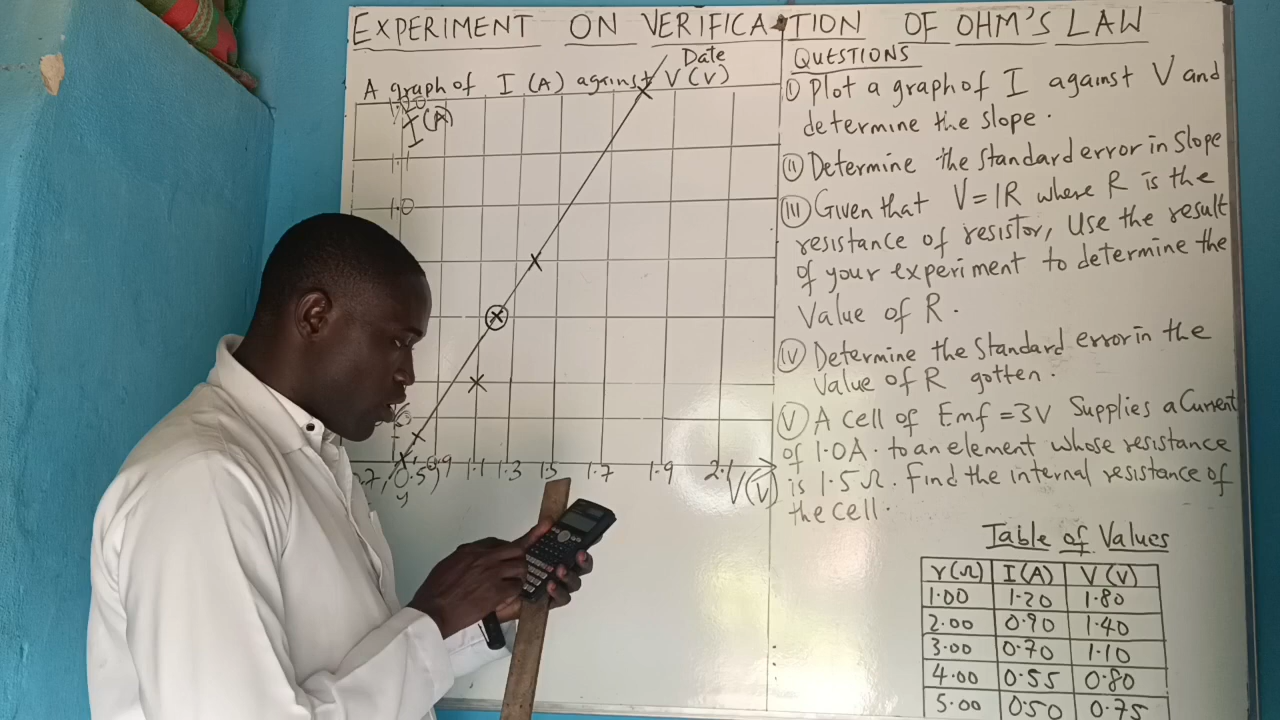 EXPERIMENT ON VERIFICATION OF OHM'S LAW
Date
A graph of I (A) against V (V)
1.20
I (A)
1.1
1.0
0.9
1.1
1.3
1.5
1.7
1.9
2.1
V(V)
.7, 0.5)
y
QUESTIONS
(I) Plot a graph of I against V and
determine the slope.
(II) Determine the standard error in slope
(III) Given that V=IR where R is the
resistance of resistor, Use the result
of your experiment to determine the
Value of R.
(IV) Determine the standard error in the
Value of R gotten.
(V) A cell of Emf = 3V Supplies a Current
of 1.0A. to an element whose resistance
is 1.5Ω. Find the internal resistance of
the cell.
Table of Values
r(Ω) I(A) V(V)
1.00 1.20 1.80
2.00 0.90 1.40
3.00 0.70 1.10
4.00 0.55 0.80
5.00 0.50 0.75